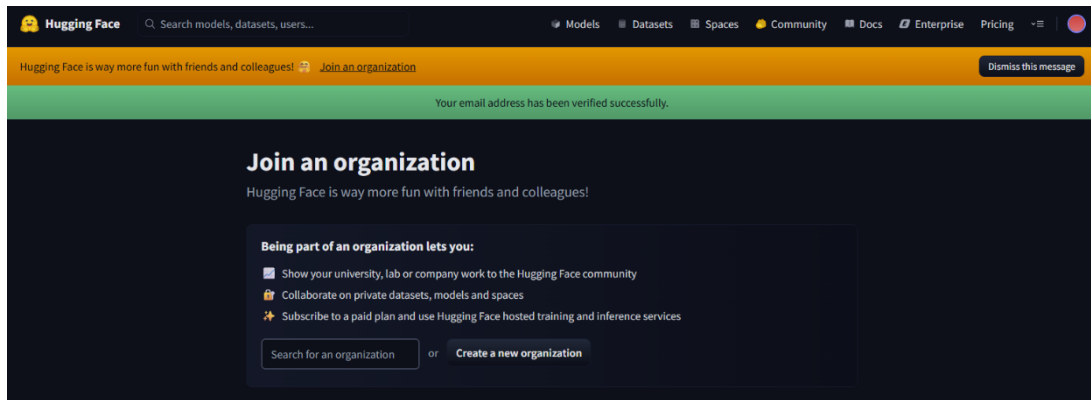 Hugging Face Search models, datasets, users... Models Datasets Spaces Community Docs Enterprise Pricing
Hugging Face is way more fun with friends and colleagues! 🤗 Join an organization Dismiss this message
Your email address has been verified successfully.
Join an organization
Hugging Face is way more fun with friends and colleagues!
Being part of an organization lets you:
Show your university, lab or company work to the Hugging Face community
Collaborate on private datasets, models and spaces
Subscribe to a paid plan and use Hugging Face hosted training and inference services
Search for an organization or Create a new organization